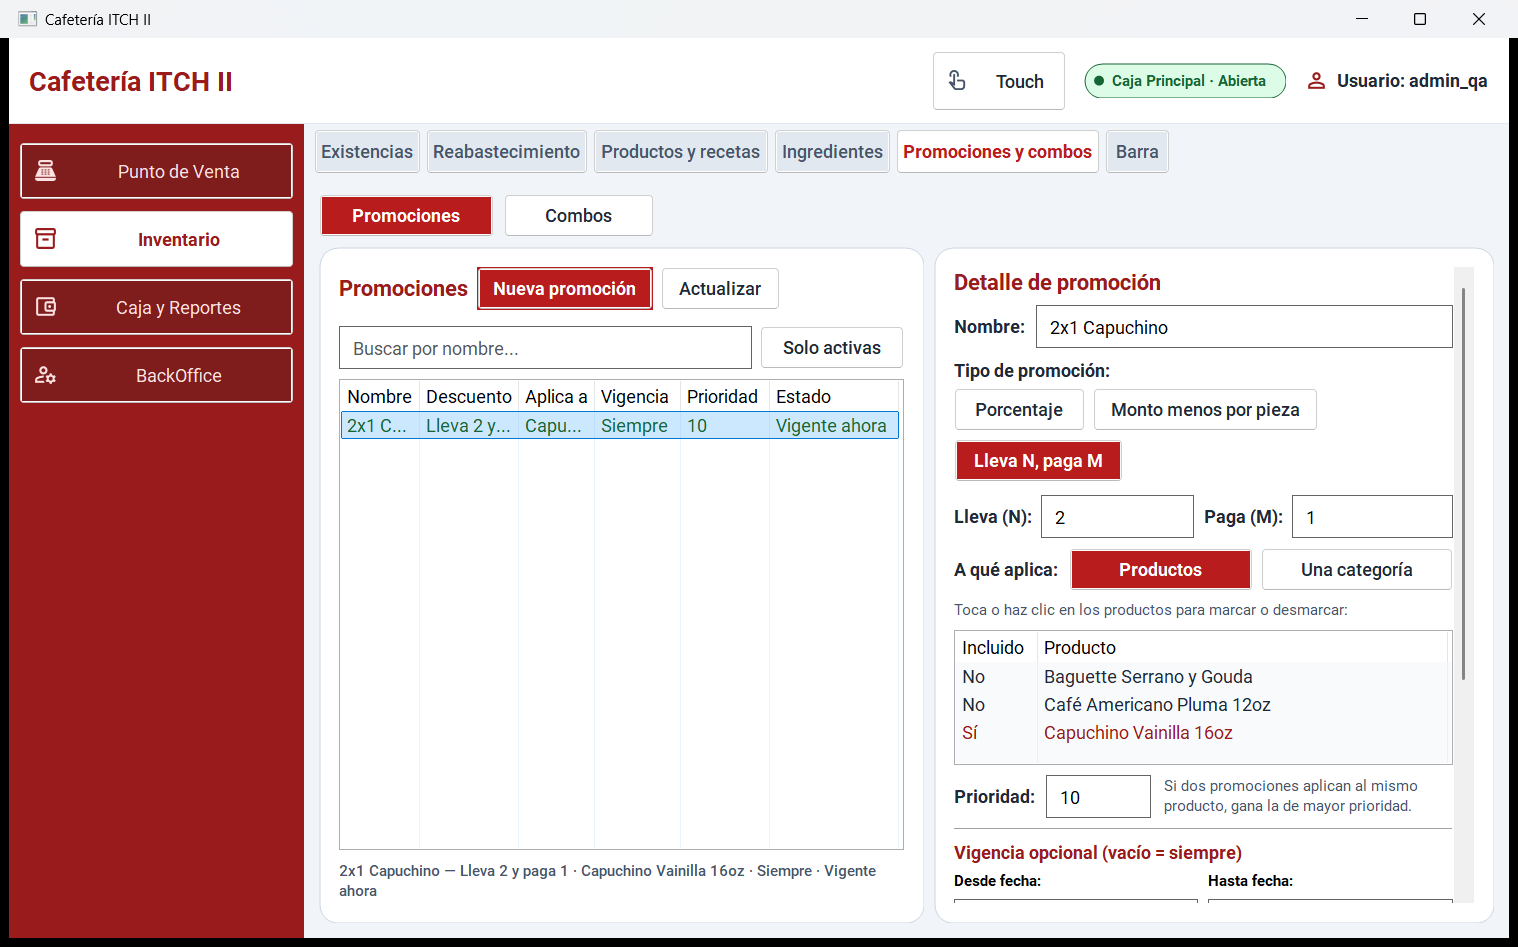 Cafetería ITCH II
Cafetería ITCH II
Touch
Caja Principal · Abierta
Usuario: admin_qa
Punto de Venta
Inventario
Caja y Reportes
BackOffice
Existencias
Reabastecimiento
Productos y recetas
Ingredientes
Promociones y combos
Barra
Promociones
Combos
Promociones
Nueva promoción
Actualizar
Buscar por nombre...
Solo activas
Nombre Descuento Aplica a Vigencia Prioridad Estado
2x1 C... Lleva 2 y... Capu... Siempre 10 Vigente ahora
2x1 Capuchino — Lleva 2 y paga 1 · Capuchino Vainilla 16oz · Siempre · Vigente
ahora
Detalle de promoción
Nombre: 2x1 Capuchino
Tipo de promoción:
Porcentaje
Monto menos por pieza
Lleva N, paga M
Lleva (N): 2 Paga (M): 1
A qué aplica: Productos Una categoría
Toca o haz clic en los productos para marcar o desmarcar:
Incluido Producto
No Baguette Serrano y Gouda
No Café Americano Pluma 12oz
Sí Capuchino Vainilla 16oz
Prioridad: 10
Si dos promociones aplican al mismo
producto, gana la de mayor prioridad.
Vigencia opcional (vacío = siempre)
Desde fecha: Hasta fecha: